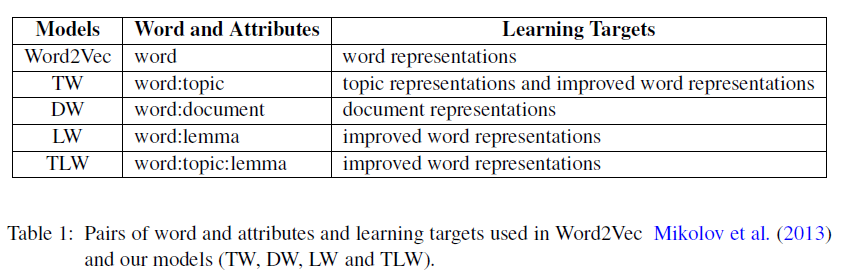 Models Word and Attributes Learning Targets
Word2Vec word word representations
TW word:topic topic representations and improved word representations
DW word:document document representations
LW word:lemma improved word representations
TLW word:topic:lemma improved word representations
Table 1: Pairs of word and attributes and learning targets used in Word2Vec Mikolov et al. (2013)
and our models (TW, DW, LW and TLW).